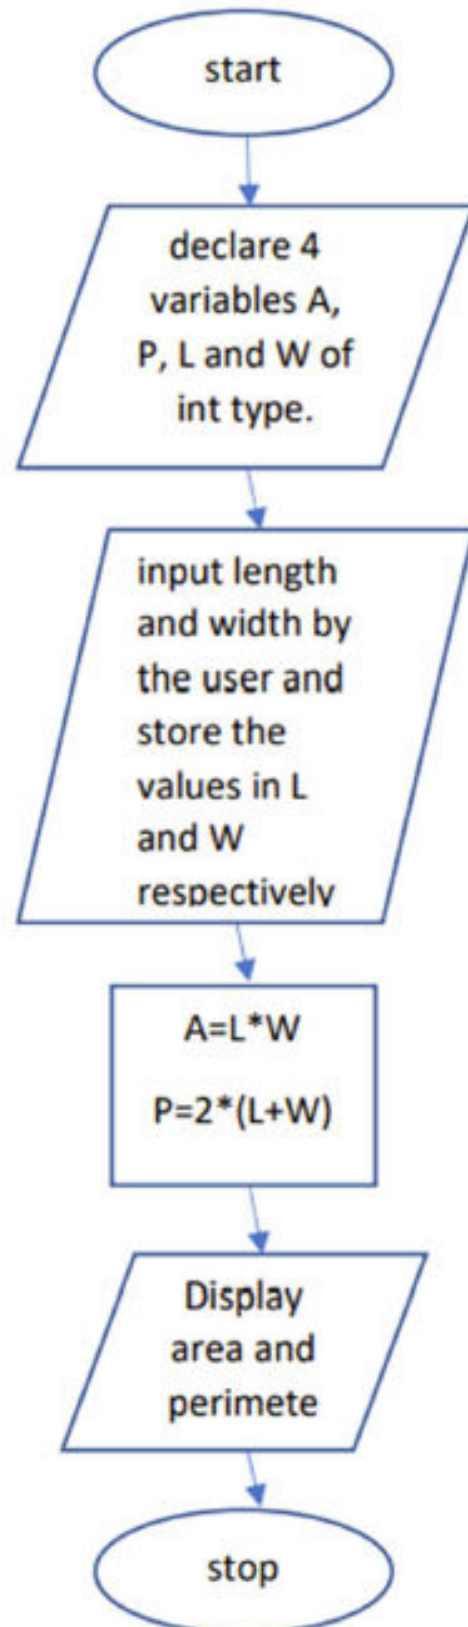 start
declare 4
variables A,
P, L and W of
int type.
input length
and width by
the user and
store the
values in L
and W
respectively
A=L*W
P=2*(L+W)
Display
area and
perimete
stop